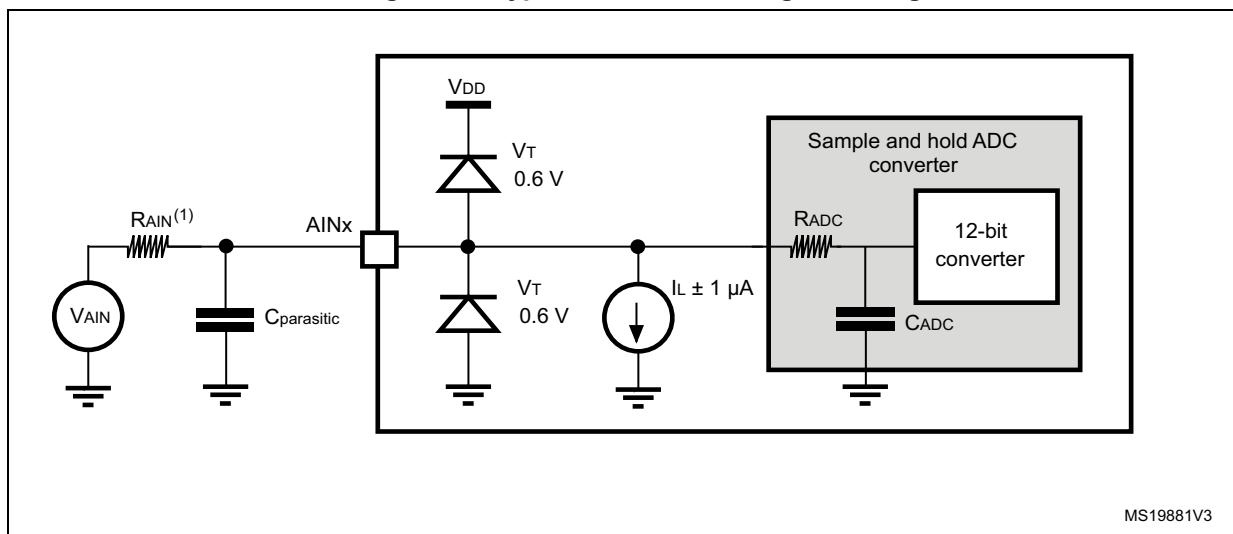 VDD
Sample and hold ADC
converter
VT
0.6 V
RAIN(1)
AINx
RADC
12-bit
converter
VAIN
Cparasitic
VT
0.6 V
IL ± 1 µA
CADC
MS19881V3